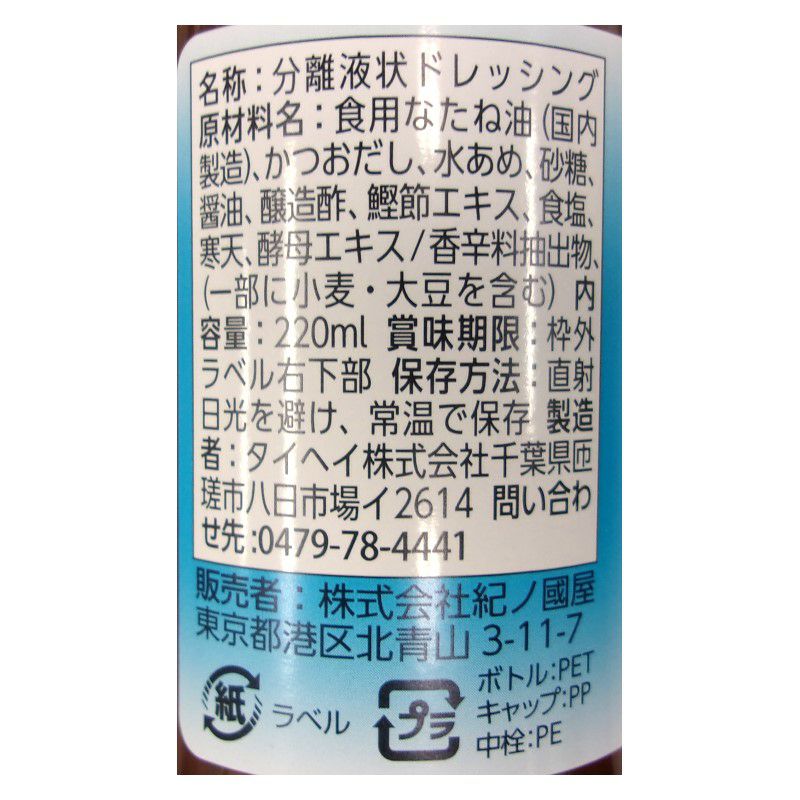 名称：分離液状ドレッシング
原材料名：食用なたね油（国内
製造）、かつおだし、水あめ、砂糖、
醤油、醸造酢、鰹節エキス、食塩、
寒天、酵母エキス/香辛料抽出物、
（一部に小麦・大豆を含む） 内
容量：220ml 賞味期限：枠外
ラベル右下部 保存方法：直射
日光を避け、常温で保存 製造
者：タイヘイ株式会社千葉県匝
瑳市八日市場イ2614 問い合わ
せ先：0479-78-4441
販売者：株式会社紀ノ國屋
東京都港区北青山 3-11-7
紙 ラベル
プラ
ボトル：PET
キャップ：PP
中栓：PE